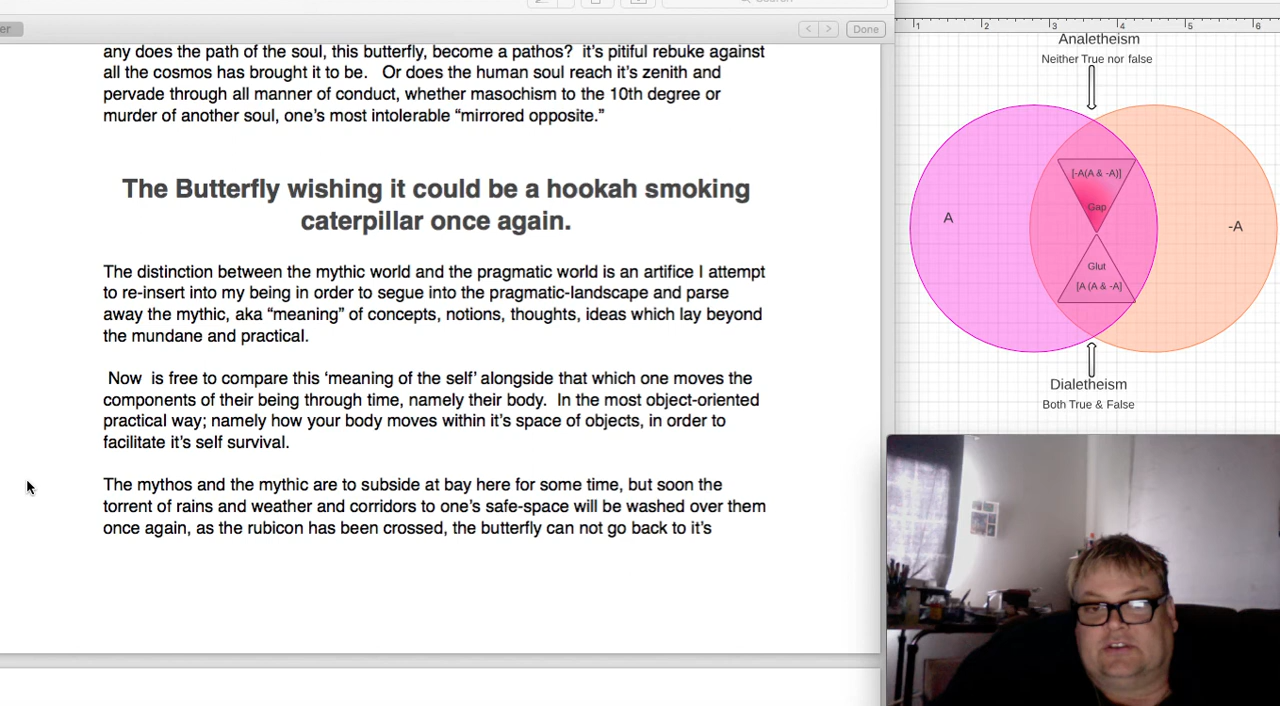 er
Search
Done
any does the path of the soul, this butterfly, become a pathos?  it's pitiful rebuke against
all the cosmos has brought it to be.   Or does the human soul reach it's zenith and
pervade through all manner of conduct, whether masochism to the 10th degree or
murder of another soul, one's most intolerable “mirrored opposite.”
The Butterfly wishing it could be a hookah smoking
caterpillar once again.
The distinction between the mythic world and the pragmatic world is an artifice I attempt
to re-insert into my being in order to segue into the pragmatic-landscape and parse
away the mythic, aka “meaning” of concepts, notions, thoughts, ideas which lay beyond
the mundane and practical.
Now  is free to compare this ‘meaning of the self’ alongside that which one moves the
components of their being through time, namely their body.  In the most object-oriented
practical way; namely how your body moves within it's space of objects, in order to
facilitate it's self survival.
The mythos and the mythic are to subside at bay here for some time, but soon the
torrent of rains and weather and corridors to one's safe-space will be washed over them
once again, as the rubicon has been crossed, the butterfly can not go back to it's
1 2 3 4 5 6
Analetheism
Neither True nor false
[-A(A & -A)]
Gap
A
-A
Glut
[A (A & -A]
Dialetheism
Both True & False